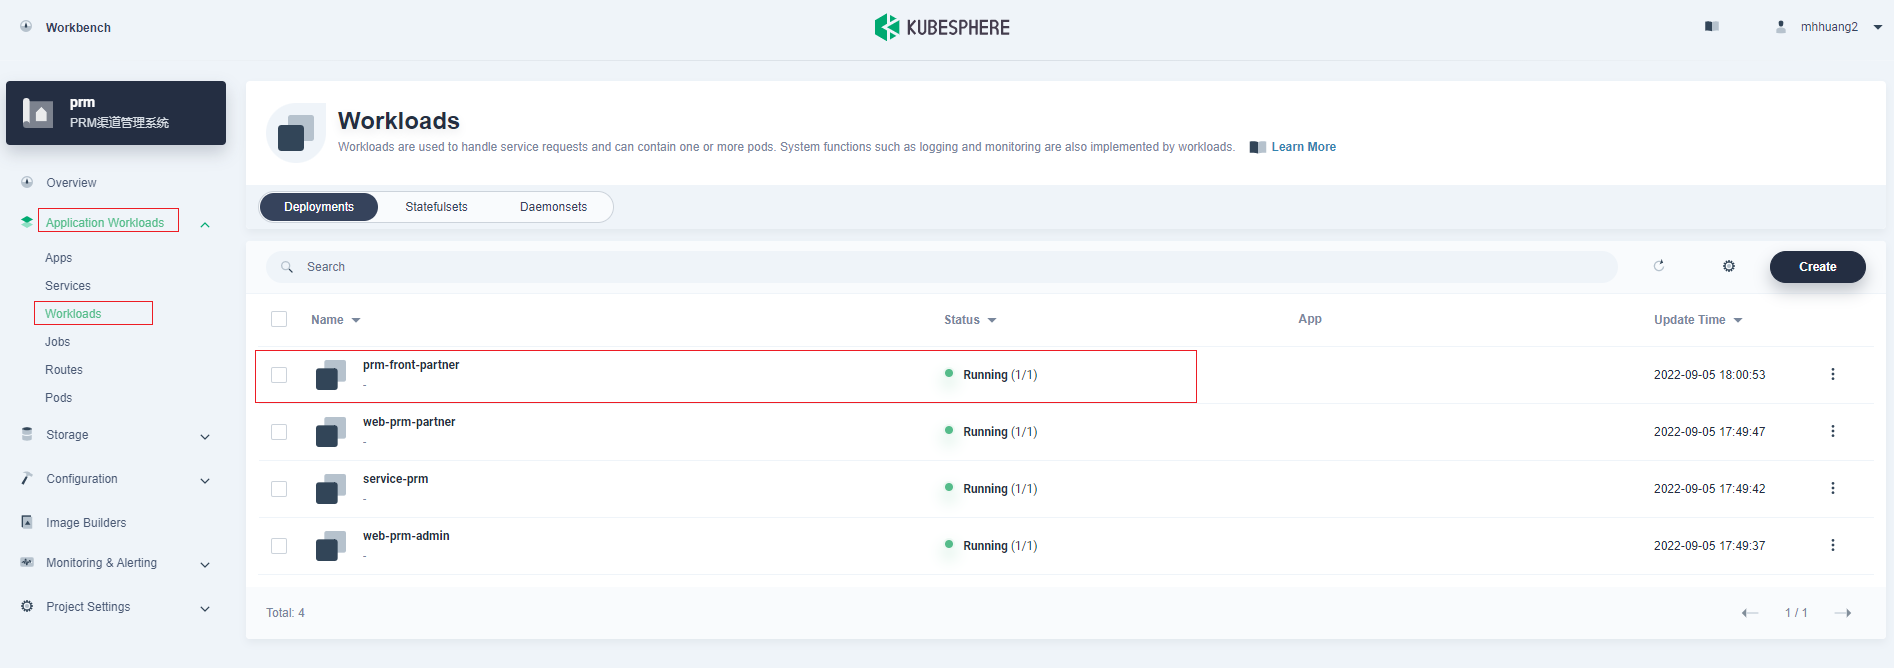 Workbench
KUBESPHERE
mhhuang2
prm
PRM渠道管理系统
Overview
Application Workloads
Apps
Services
Workloads
Jobs
Routes
Pods
Storage
Configuration
Image Builders
Monitoring & Alerting
Project Settings
Workloads
Workloads are used to handle service requests and can contain one or more pods. System functions such as logging and monitoring are also implemented by workloads. Learn More
Deployments Statefulsets Daemonsets
Search
Create
Name Status App Update Time
prm-front-partner
-
Running (1/1) 2022-09-05 18:00:53
web-prm-partner
-
Running (1/1) 2022-09-05 17:49:47
service-prm
-
Running (1/1) 2022-09-05 17:49:42
web-prm-admin
-
Running (1/1) 2022-09-05 17:49:37
Total: 4
1 / 1